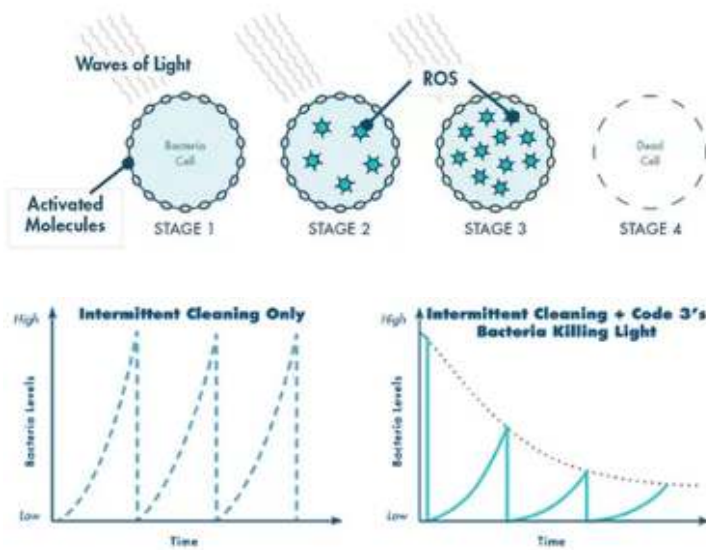 Waves of Light
ROS
Bacteria
Cell
Dead
Cell
Activated
Molecules
STAGE 1
STAGE 2
STAGE 3
STAGE 4
Intermittent Cleaning Only
High
Bacteria Levels
Low
Time
Intermittent Cleaning + Code 3's
Bacteria Killing Light
High
Bacteria Levels
Low
Time